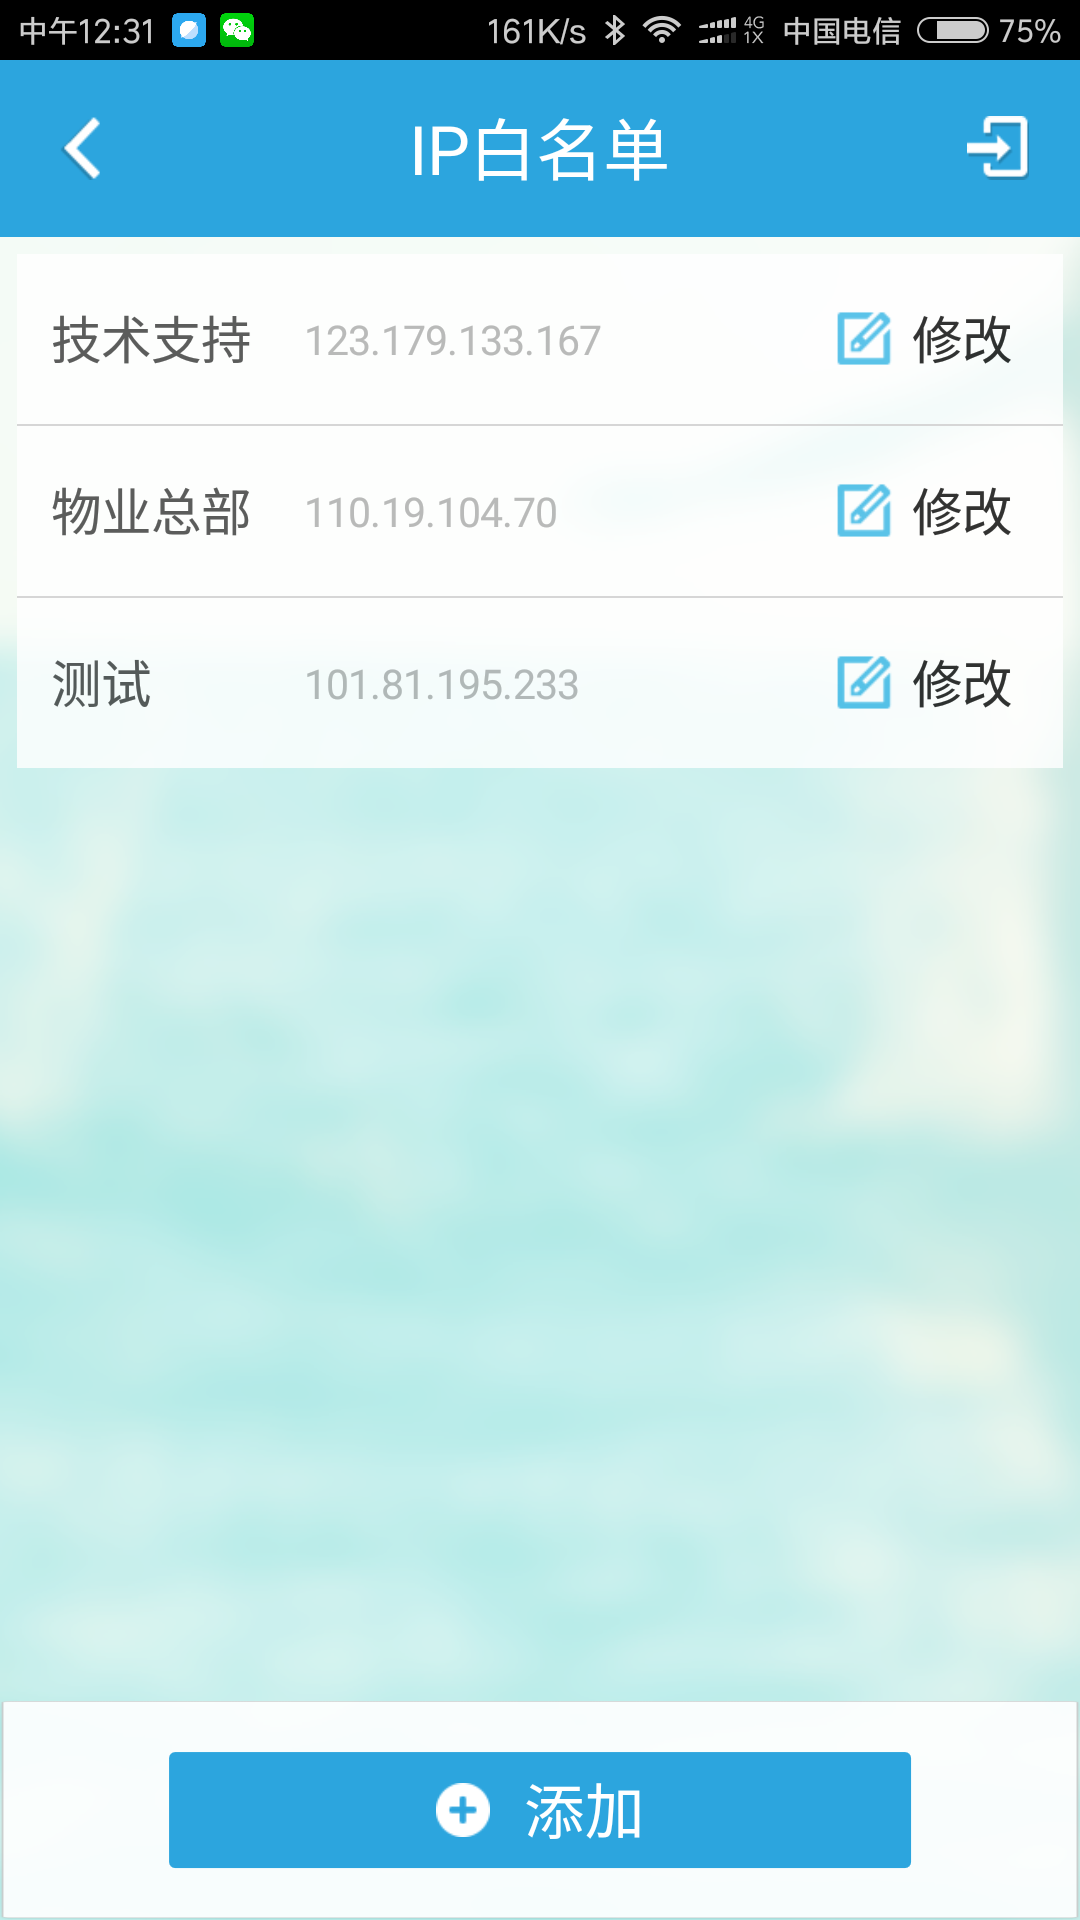 中午12:31 161K/s 4G 1X 中国电信 75%
IP白名单
技术支持 123.179.133.167 修改
物业总部 110.19.104.70 修改
测试 101.81.195.233 修改
添加